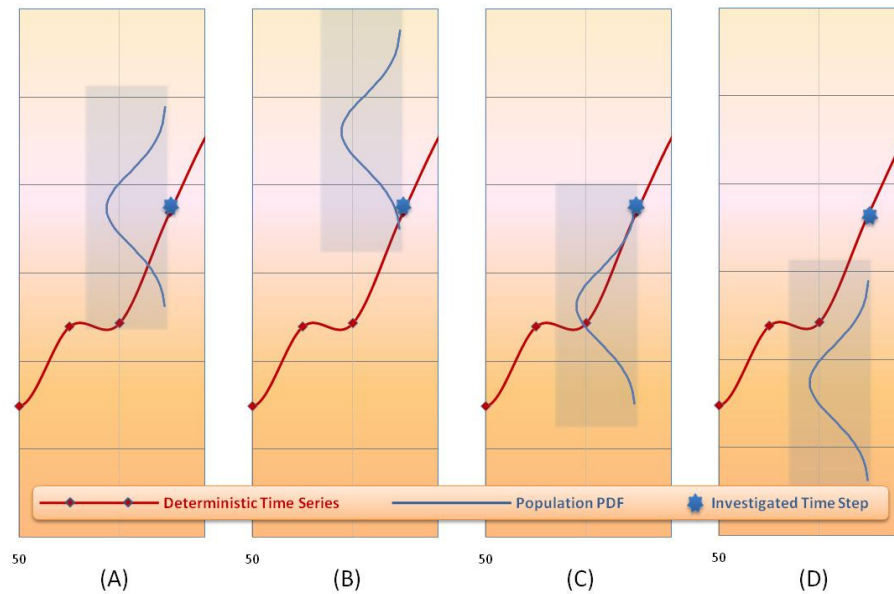 Deterministic Time Series
Population PDF
Investigated Time Step
50
50
50
50
(A)
(B)
(C)
(D)